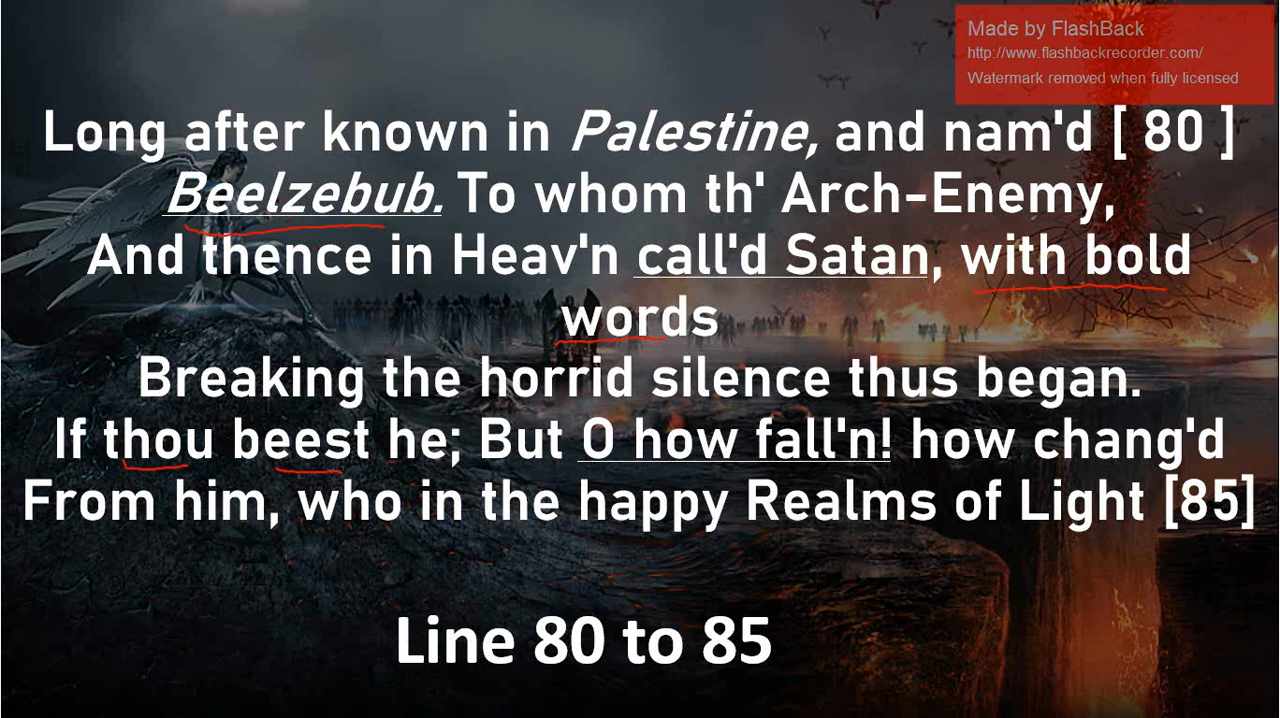 Made by FlashBack
http://www.flashbackrecorder.com/
Watermark removed when fully licensed
Long after known in Palestine, and nam'd [ 80 ]
Beelzebub. To whom th' Arch-Enemy,
And thence in Heav'n call'd Satan, with bold
words
Breaking the horrid silence thus began.
If thou beest he; But O how fall'n! how chang'd
From him, who in the happy Realms of Light [85]
Line 80 to 85